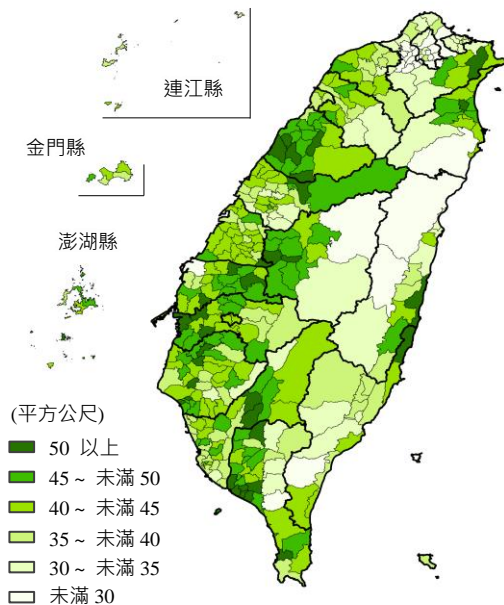 連江縣
金門縣
澎湖縣
(平方公尺)
50 以上
45 ~ 未滿 50
40 ~ 未滿 45
35 ~ 未滿 40
30 ~ 未滿 35
未滿 30